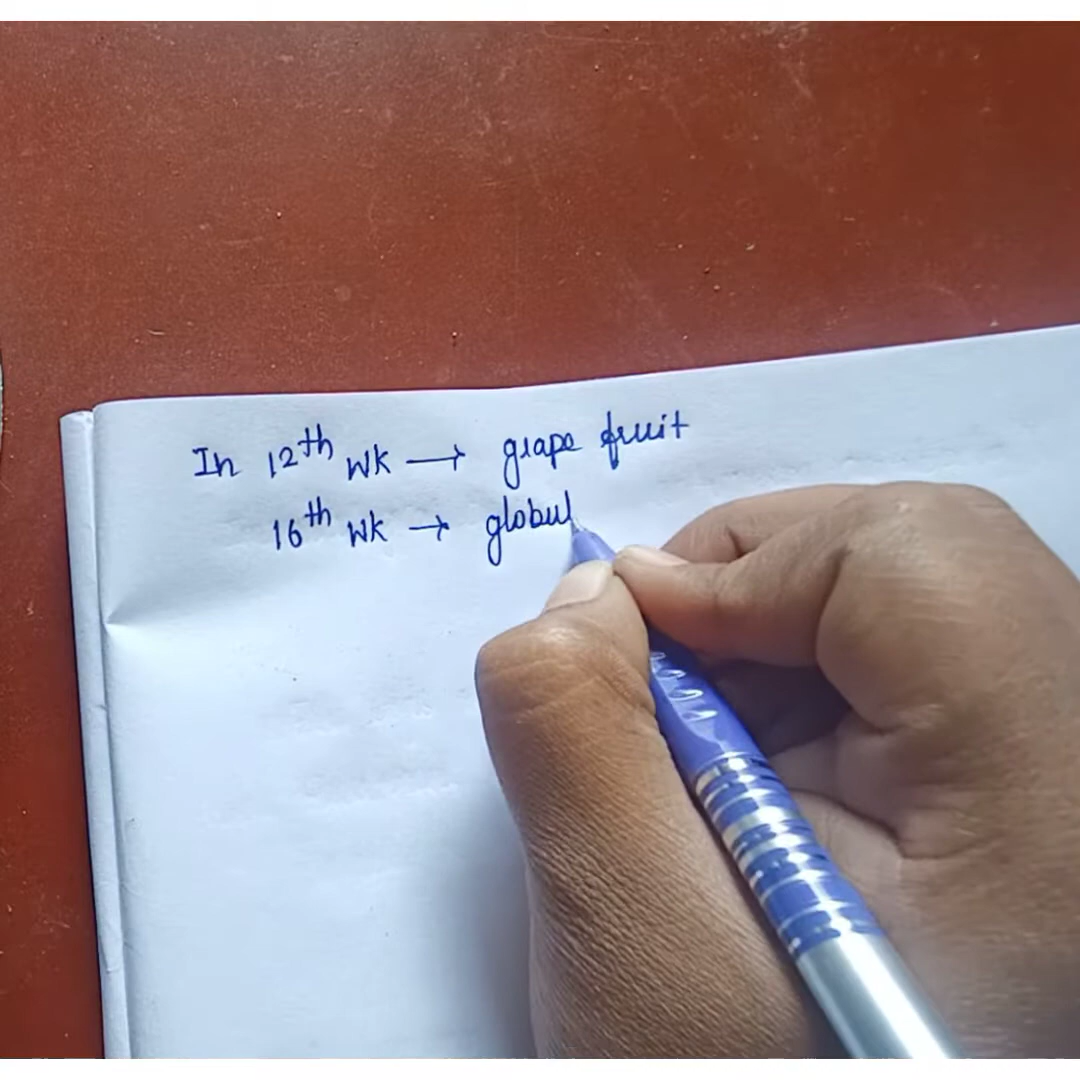 In 12th wk → grape fruit
16th wk → globul